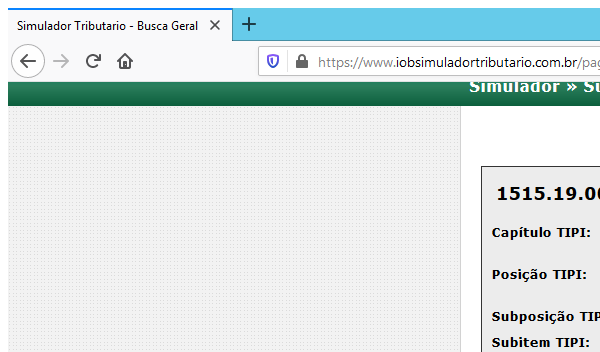 Simulador Tributario - Busca Geral
https://www.iobsimuladortributario.com.br/pag
Simulador » Su
1515.19.00
Capítulo TIPI:
Posição TIPI:
Subposição TIP
Subitem TIPI: